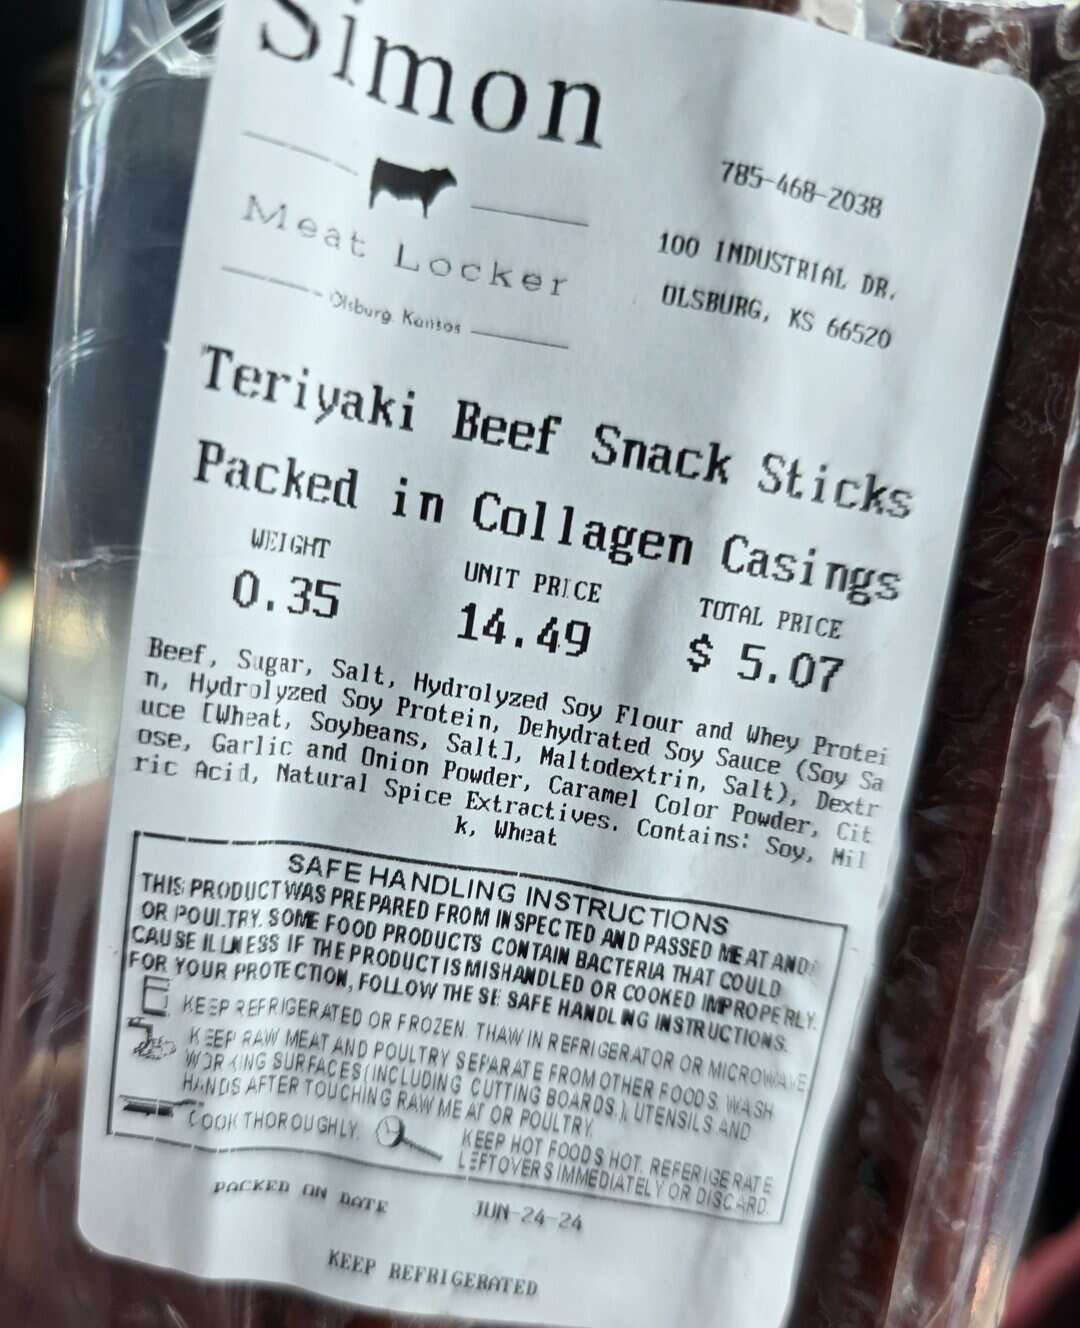 Simon
Meat Locker
Olsburg, Kansas
785-468-2038
100 INDUSTRIAL DR.
OLSBURG, KS 66520
Teriyaki Beef Snack Sticks
Packed in Collagen Casings
WEIGHT
0.35
UNIT PRICE
14.49
TOTAL PRICE
$ 5.07
Beef, Sugar, Salt, Hydrolyzed Soy Flour and Whey Protei
n, Hydrolyzed Soy Protein, Dehydrated Soy Sauce (Soy Sa
uce [Wheat, Soybeans, Salt], Maltodextrin, Salt), Dextr
ose, Garlic and Onion Powder, Caramel Color Powder, Cit
ric Acid, Natural Spice Extractives. Contains: Soy, Mil
k, Wheat
SAFE HANDLING INSTRUCTIONS
THIS PRODUCT WAS PREPARED FROM INSPECTED AND PASSED MEAT AND
OR POULTRY. SOME FOOD PRODUCTS CONTAIN BACTERIA THAT COULD
CAUSE ILLNESS IF THE PRODUCT IS MISHANDLED OR COOKED IMPROPERLY.
FOR YOUR PROTECTION, FOLLOW THESE SAFE HANDLING INSTRUCTIONS.
KEEP REFRIGERATED OR FROZEN. THAW IN REFRIGERATOR OR MICROWAVE
KEEP RAW MEAT AND POULTRY SEPARATE FROM OTHER FOODS. WASH
WORKING SURFACES (INCLUDING CUTTING BOARDS.), UTENSILS AND
HANDS AFTER TOUCHING RAW MEAT OR POULTRY.
COOK THOROUGHLY.
KEEP HOT FOODS HOT. REFERIGERATE
LEFTOVERS IMMEDIATELY OR DISCARD.
PACKED ON DATE
JUN-24-24
KEEP REFRIGERATED